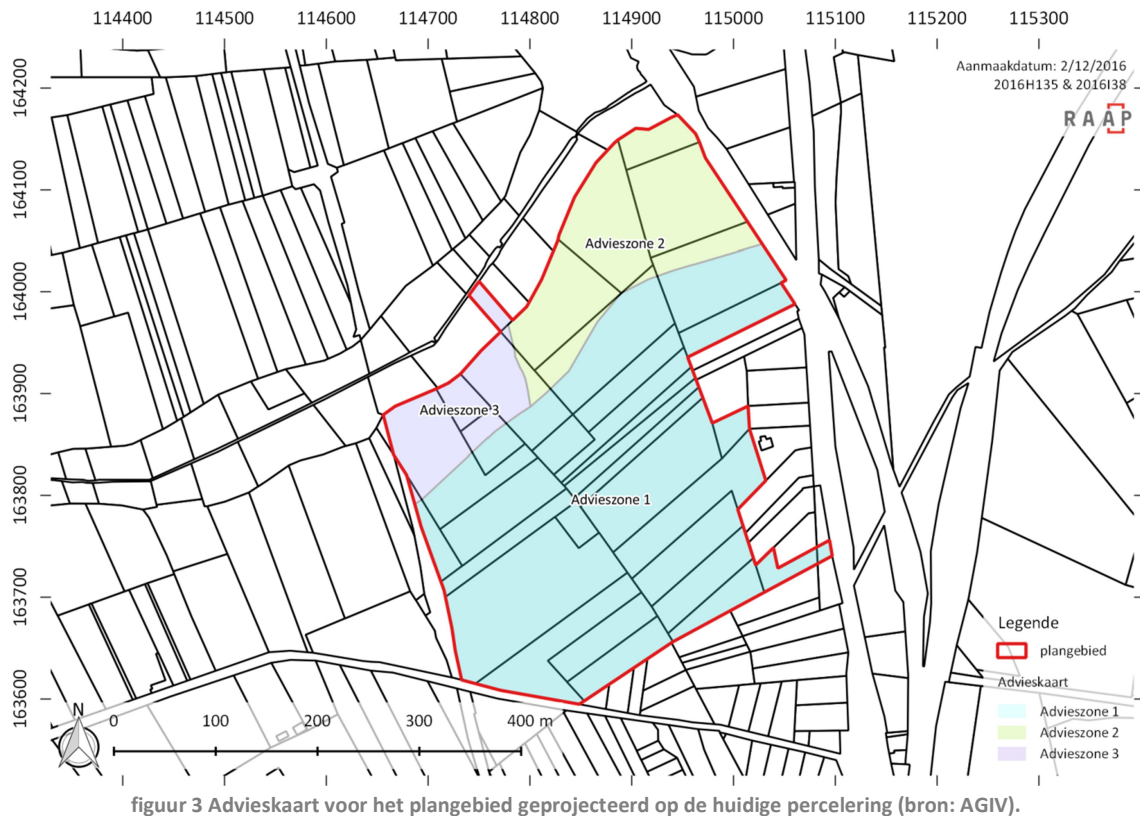 114400 114500 114600 114700 114800 114900 115000 115100 115200 115300
Aanmaakdatum: 2/12/2016
2016H135 & 2016I38
RAAP
164200
164100
164000
163900
163800
163700
163600
Advieszone 2
Advieszone 3
Advieszone 1
Legende
plangebied
Advieskaart
Advieszone 1
Advieszone 2
Advieszone 3
N
0 100 200 300 400 m
figuur 3 Advieskaart voor het plangebied geprojecteerd op de huidige percelering (bron: AGIV).